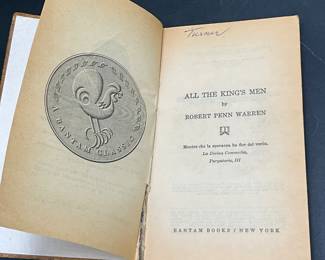 A BANTAM CLASSIC
Turner
ALL THE KING'S MEN
by
ROBERT PENN WARREN
Mentre che la speranza ha fior del verde.
La Divina Commedia,
Purgatorio, III
BANTAM BOOKS / NEW YORK